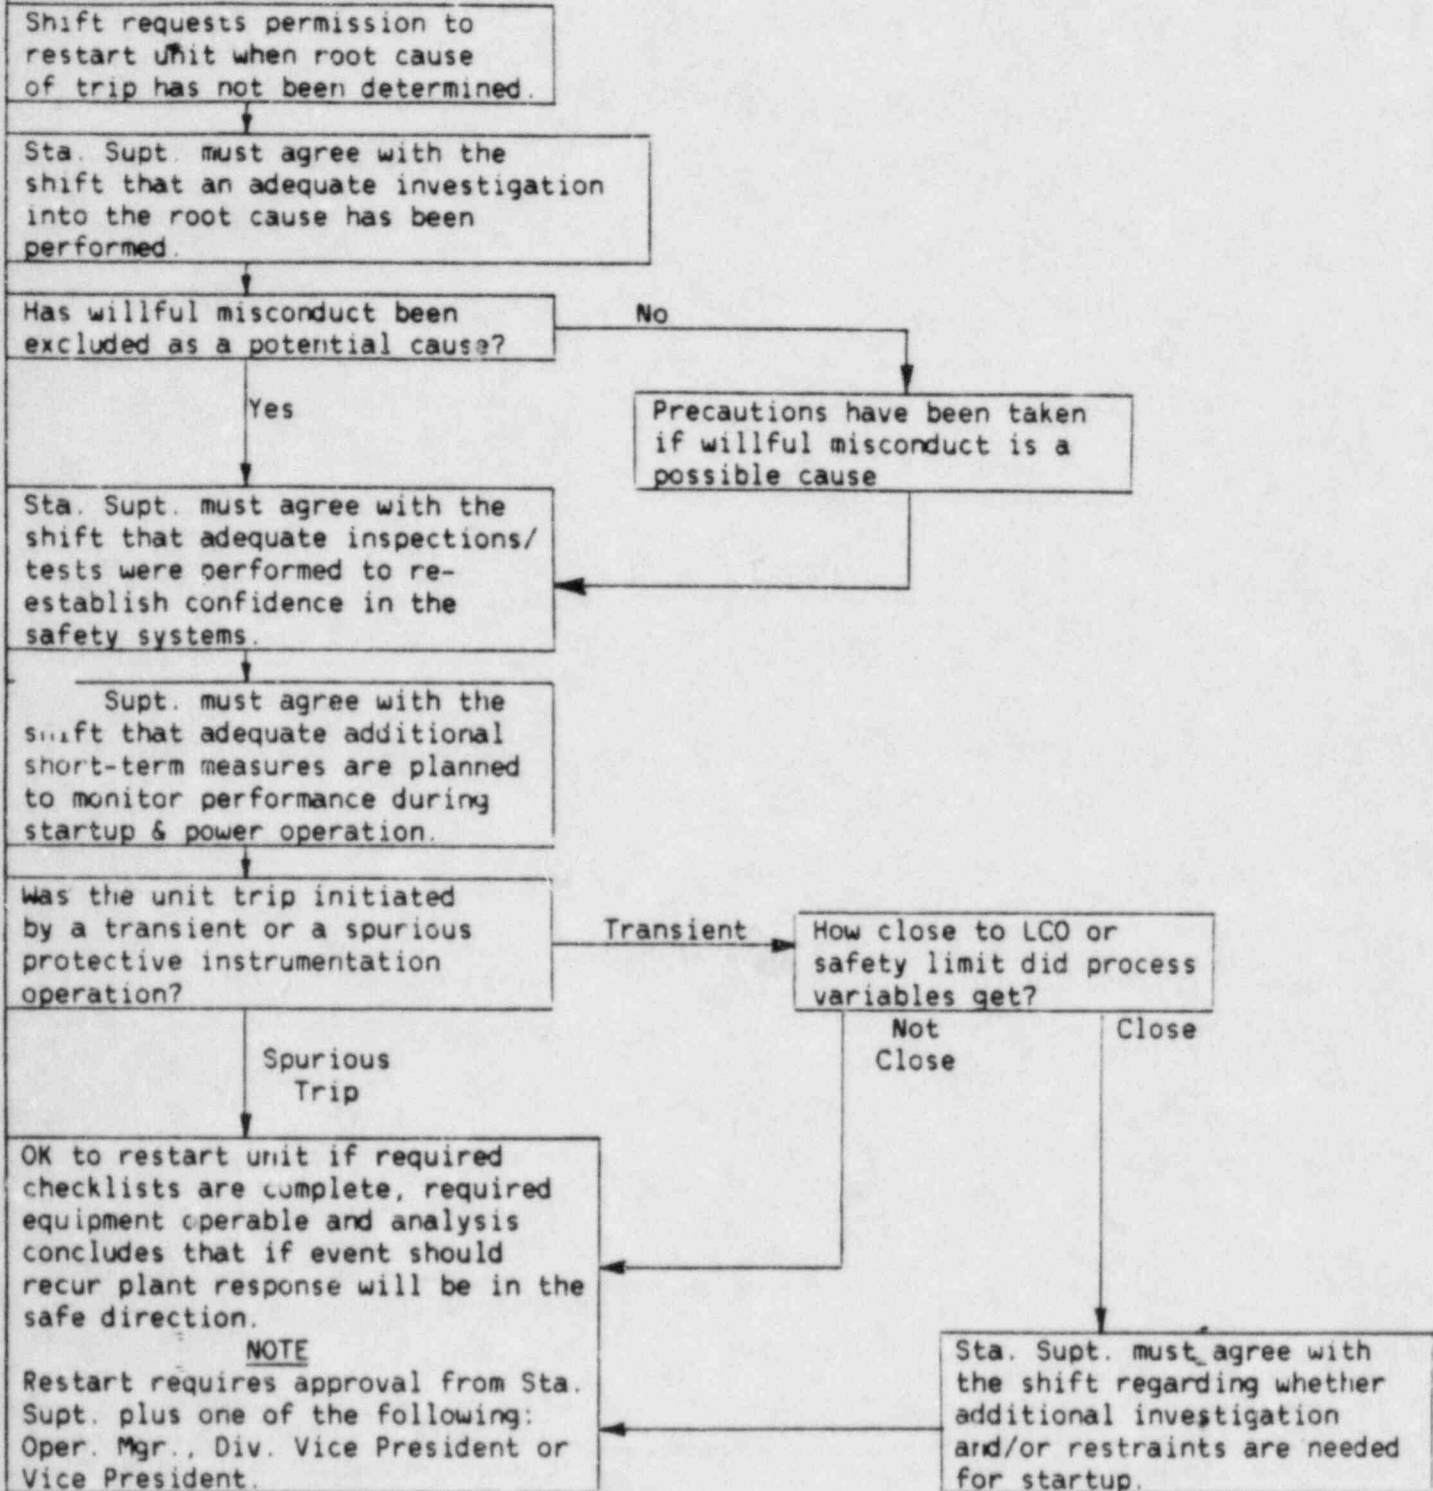 Shift requests permission to
restart unit when root cause
of trip has not been determined.
Sta. Supt. must agree with the
shift that an adequate investigation
into the root cause has been
performed.
Has willful misconduct been
excluded as a potential cause?
No
Yes
Precautions have been taken
if willful misconduct is a
possible cause
Sta. Supt. must agree with the
shift that adequate inspections/
tests were performed to re-
establish confidence in the
safety systems.
Supt. must agree with the
shift that adequate additional
short-term measures are planned
to monitor performance during
startup & power operation.
Was the unit trip initiated
by a transient or a spurious
protective instrumentation
operation?
Transient
How close to LCO or
safety limit did process
variables get?
Not
Close
Close
Spurious
Trip
OK to restart unit if required
checklists are complete, required
equipment operable and analysis
concludes that if event should
recur plant response will be in the
safe direction.
NOTE
Restart requires approval from Sta.
Supt. plus one of the following:
Oper. Mgr., Div. Vice President or
Vice President.
Sta. Supt. must agree with
the shift regarding whether
additional investigation
and/or restraints are needed
for startup.